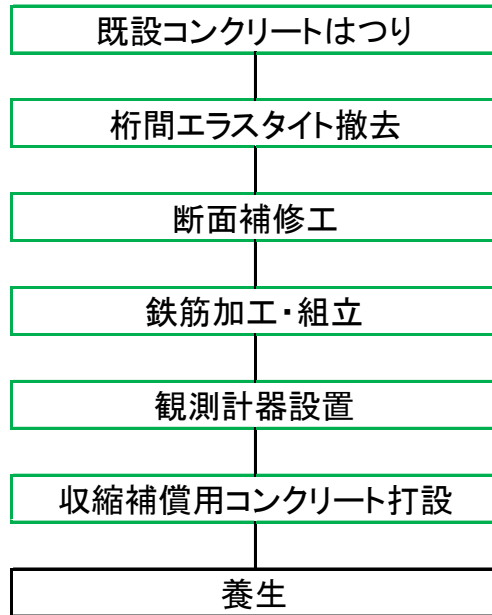 既設コンクリートはつり
桁間エラスタイト撤去
断面補修工
鉄筋加工・組立
観測計器設置
収縮補償用コンクリート打設
養生